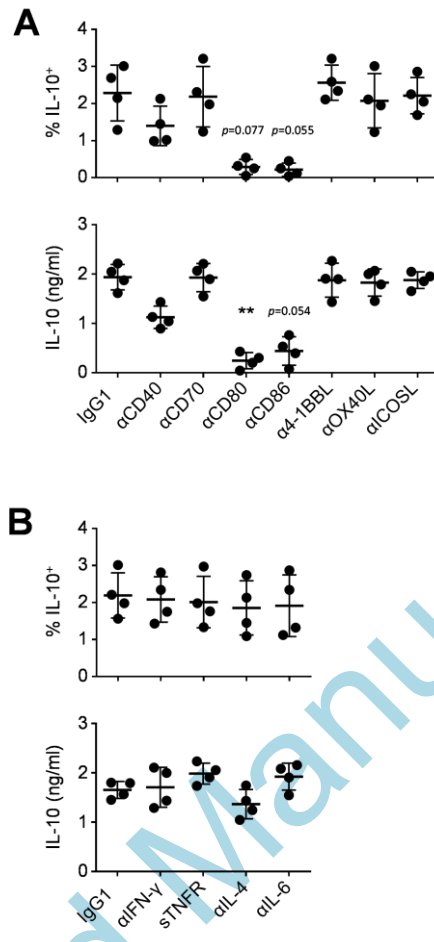 A
4
3
2
1
0
% IL-10⁺
p=0.077 p=0.055
3
2
1
0
IL-10 (ng/ml)
** p=0.054
IgG1 αCD40 αCD70 αCD80 αCD86 α4-1BBL αOX40L αICOSL
B
4
3
2
1
0
% IL-10⁺
3
2
1
0
IL-10 (ng/ml)
IgG1 αIFN-γ sTNFR αIL-4 αIL-6
d Manu